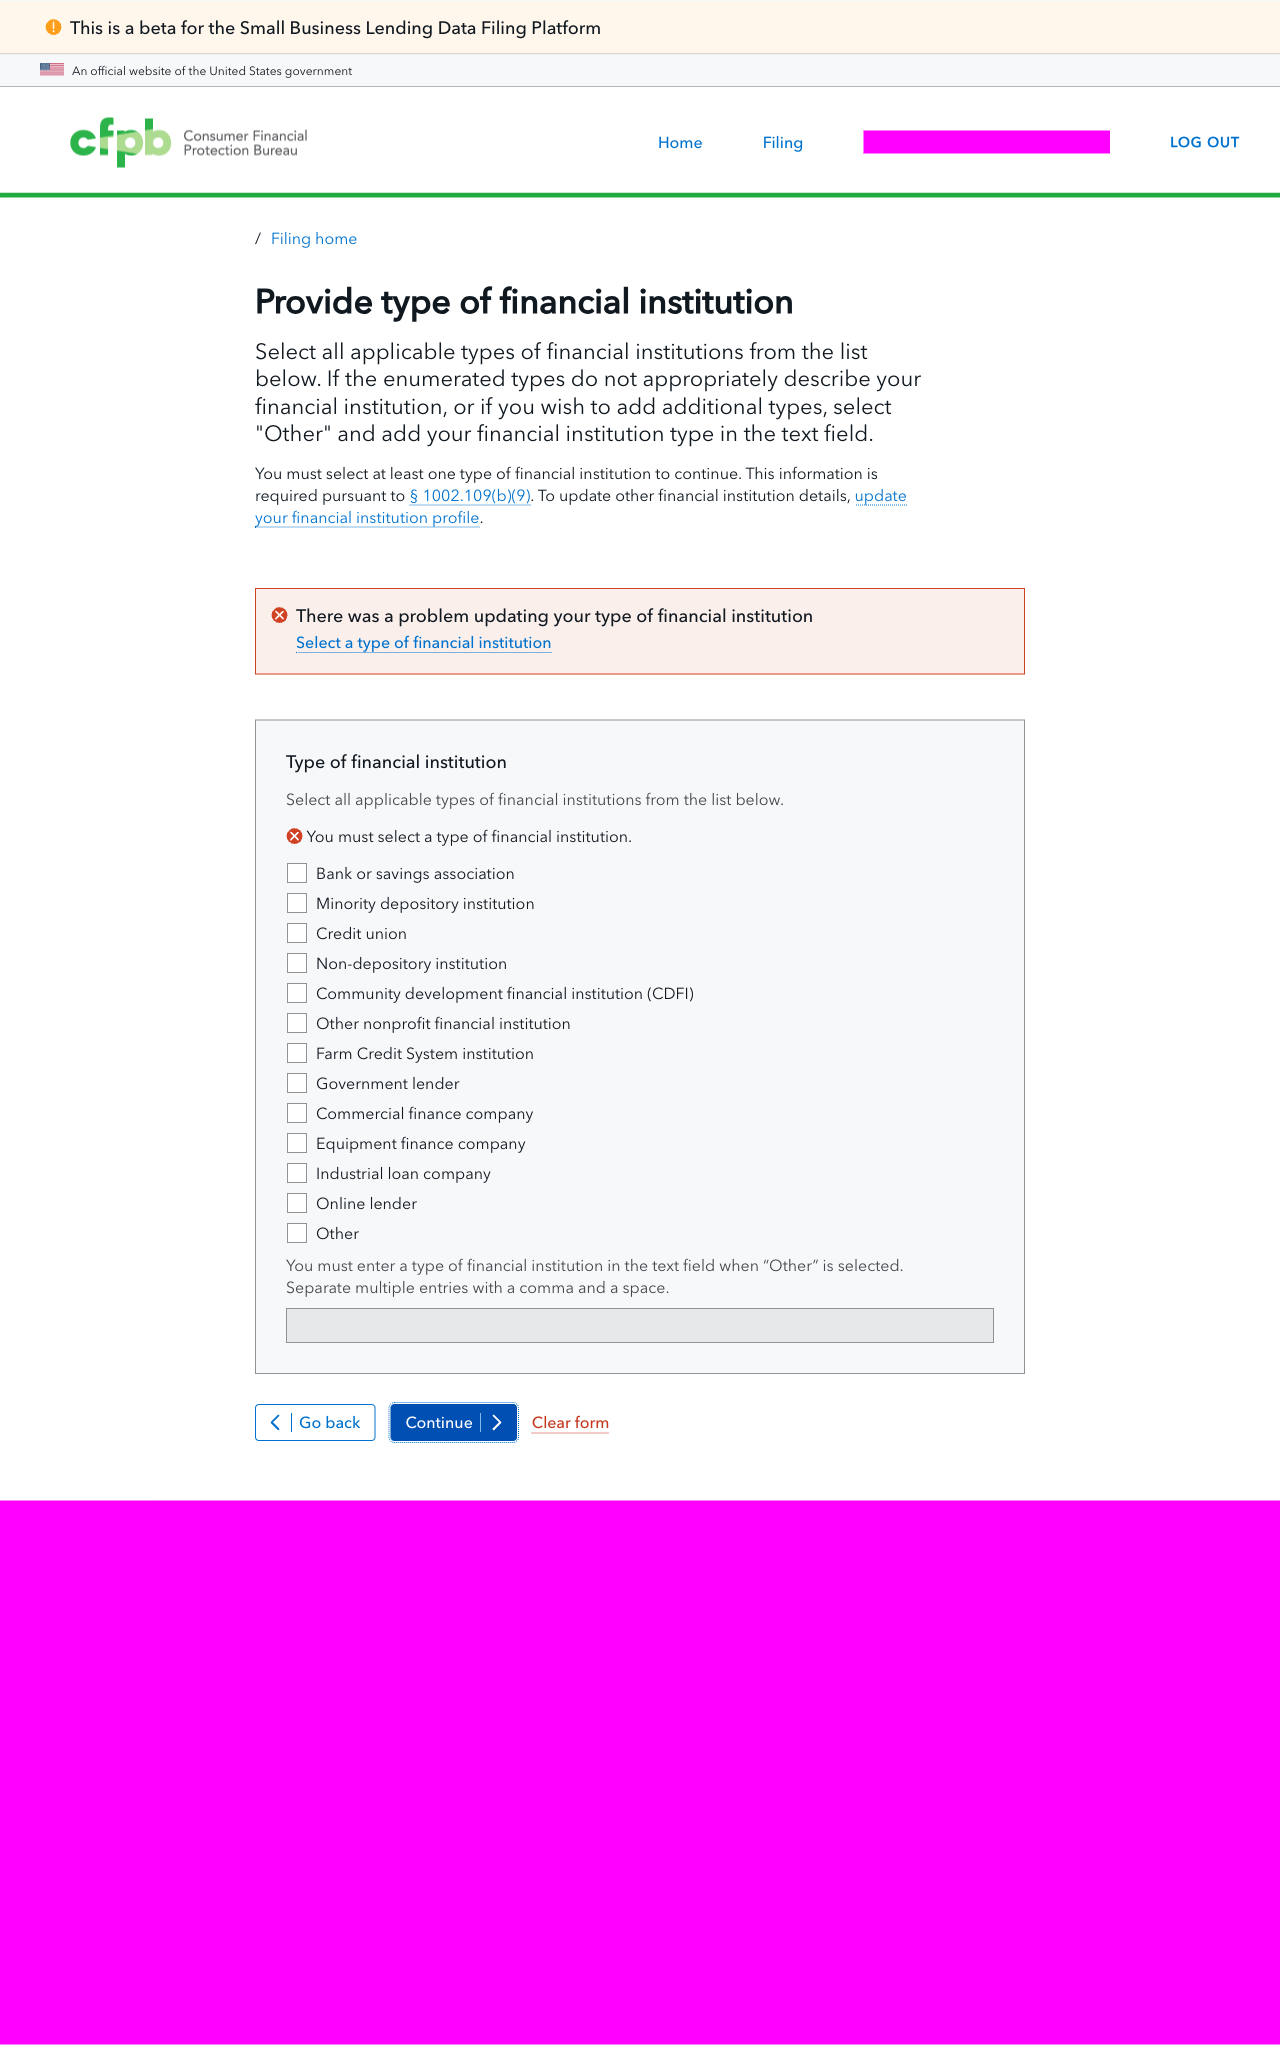 This is a beta for the Small Business Lending Data Filing Platform
An official website of the United States government
cfpb Consumer Financial
Protection Bureau
Home
Filing
LOG OUT
/ Filing home
Provide type of financial institution
Select all applicable types of financial institutions from the list
below. If the enumerated types do not appropriately describe your
financial institution, or if you wish to add additional types, select
"Other" and add your financial institution type in the text field.
You must select at least one type of financial institution to continue. This information is
required pursuant to § 1002.109(b)(9). To update other financial institution details, update
your financial institution profile.
There was a problem updating your type of financial institution
Select a type of financial institution
Type of financial institution
Select all applicable types of financial institutions from the list below.
You must select a type of financial institution.
Bank or savings association
Minority depository institution
Credit union
Non-depository institution
Community development financial institution (CDFI)
Other nonprofit financial institution
Farm Credit System institution
Government lender
Commercial finance company
Equipment finance company
Industrial loan company
Online lender
Other
You must enter a type of financial institution in the text field when “Other” is selected.
Separate multiple entries with a comma and a space.
Go back
Continue
Clear form